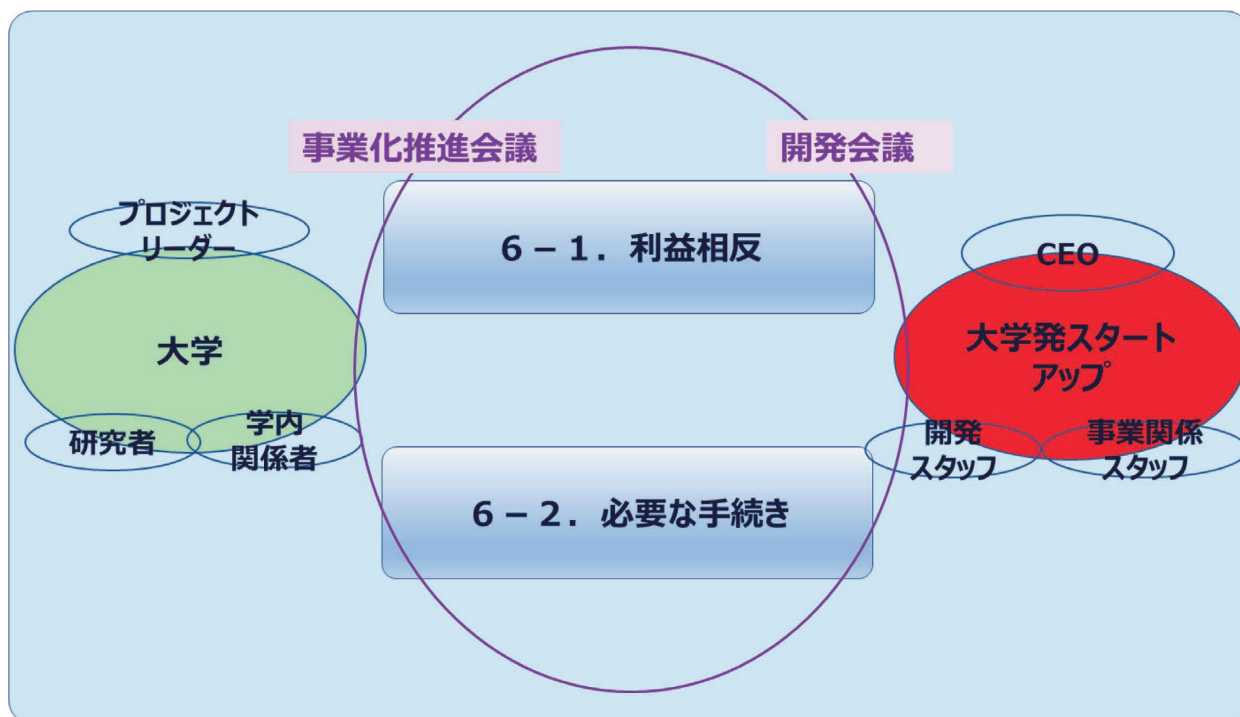 事業化推進会議
開発会議
プロジェクト
リーダー
大学
研究者
学内
関係者
6－1．利益相反
6－2．必要な手続き
CEO
大学発スタート
アップ
開発
スタッフ
事業関係
スタッフ